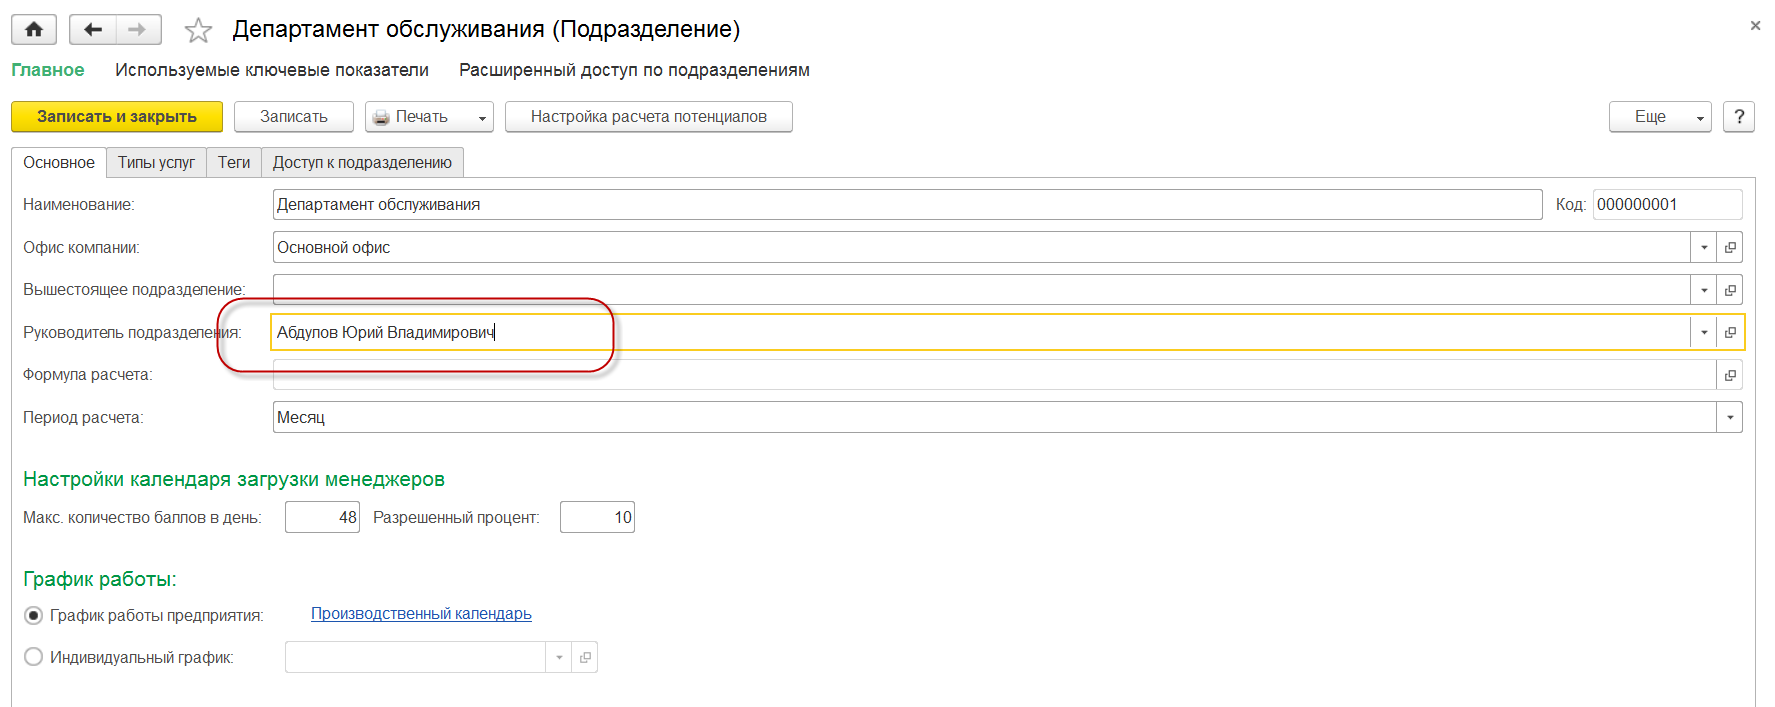 Департамент обслуживания (Подразделение)
Главное Используемые ключевые показатели Расширенный доступ по подразделениям
Записать и закрыть Записать Печать Настройка расчета потенциалов Еще ?
Основное Типы услуг Теги Доступ к подразделению
Наименование: Департамент обслуживания Код: 000000001
Офис компании: Основной офис
Вышестоящее подразделение:
Руководитель подразделения: Абдулов Юрий Владимирович
Формула расчета:
Период расчета: Месяц
Настройки календаря загрузки менеджеров
Макс. количество баллов в день: 48 Разрешенный процент: 10
График работы:
График работы предприятия: Производственный календарь
Индивидуальный график: